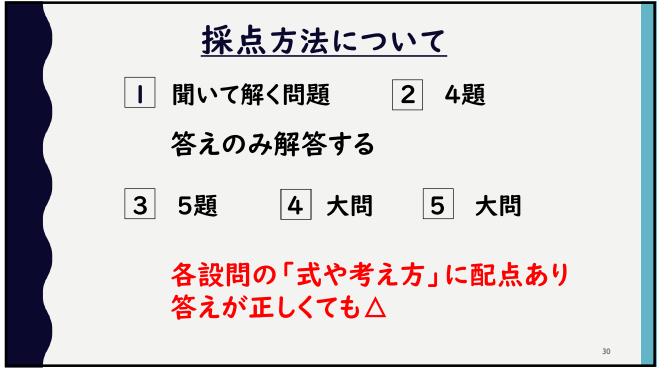 採点方法について
1 聞いて解く問題 2 4題
答えのみ解答する
3 5題 4 大問 5 大問
各設問の「式や考え方」に配点あり
答えが正しくても△
30